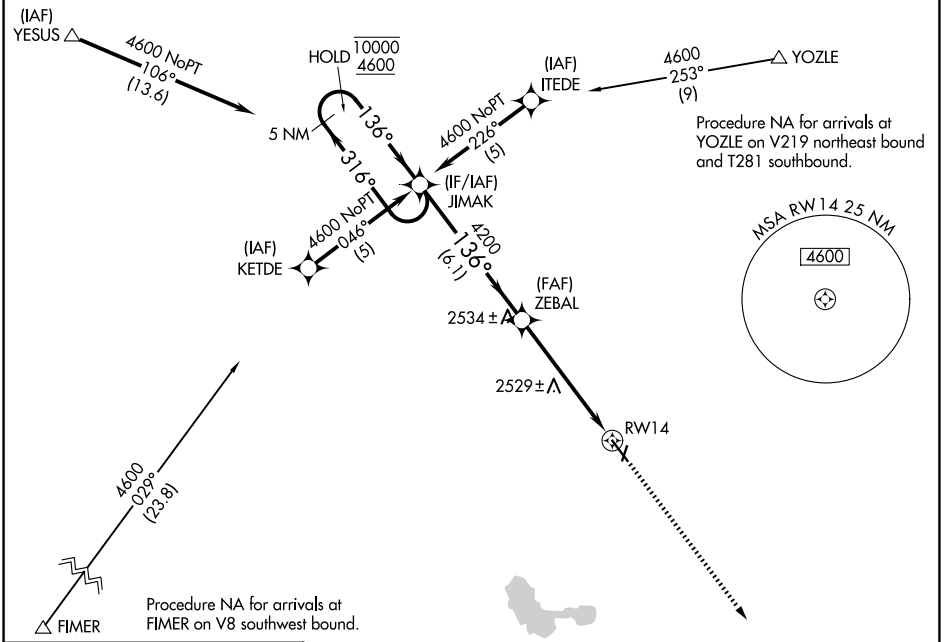 (IAF)
YESUS
4600 NoPT
106°
(13.6)
HOLD
10000
4600
5 NM
136°
316°
(IAF)
ITEDE
4600 NoPT
226°
(5)
4600
253°
(9)
YOZLE
Procedure NA for arrivals at
YOZLE on V219 northeast bound
and T281 southbound.
(IF/IAF)
JIMAK
4600 NoPT
046°
(5)
(IAF)
KETDE
4200
136°
(6.1)
(FAF)
ZEBAL
2534 ±
2529 ±
RW14
MSA RW14 25 NM
4600
4600
029°
(23.8)
FIMER
Procedure NA for arrivals at
FIMER on V8 southwest bound.